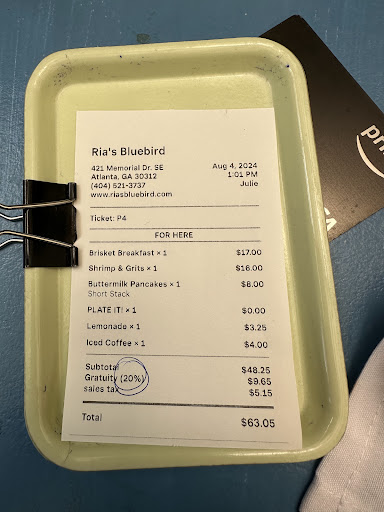 Ria's Bluebird
421 Memorial Dr. SE
Atlanta, GA 30312
(404) 521-3737
www.riasbluebird.com
Aug 4, 2024
1:01 PM
Julie
Ticket: P4
FOR HERE
Brisket Breakfast × 1 $17.00
Shrimp & Grits × 1 $16.00
Buttermilk Pancakes × 1 $8.00
Short Stack
PLATE IT! × 1 $0.00
Lemonade × 1 $3.25
Iced Coffee × 1 $4.00
Subtotal $48.25
Gratuity (20%) $9.65
sales tax $5.15
Total $63.05